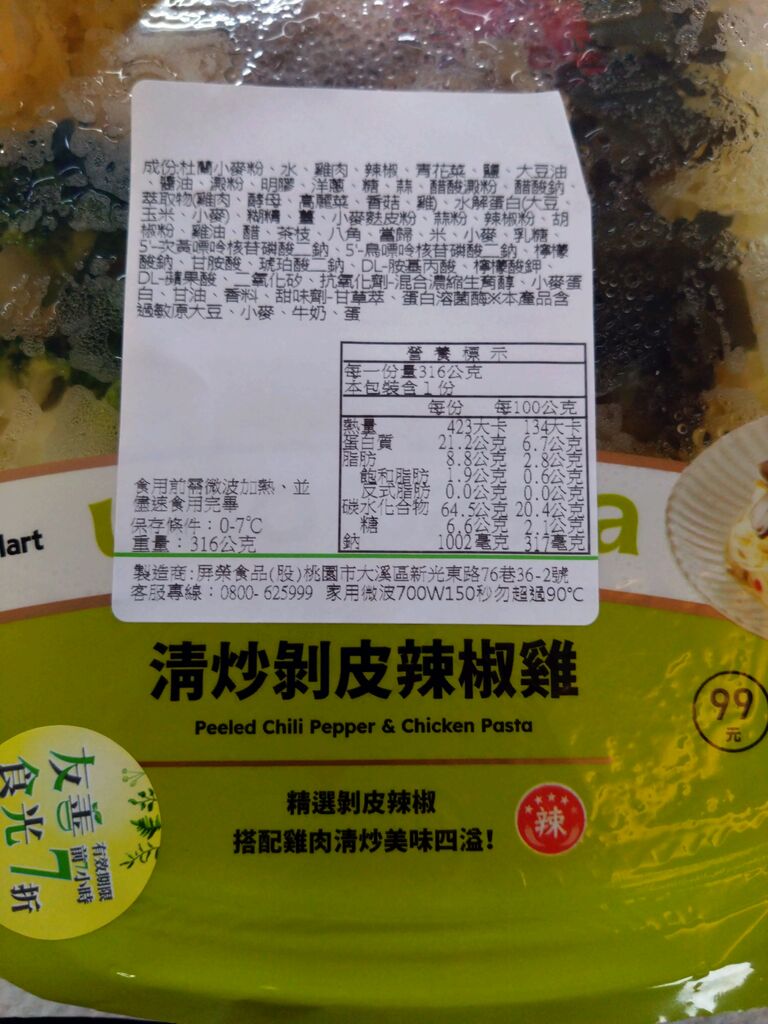 成份:杜蘭小麥粉、水、雞肉、辣椒、青花菜、鹽、大豆油
、醬油、澱粉、明膠、洋蔥、糖、蒜、醋酸澱粉、醋酸鈉、
萃取物(雞肉、酵母、高麗菜、香菇、雞)、水解蛋白(大豆、
玉米、小麥)、糊精、薑、小麥麩皮粉、蒜粉、辣椒粉、胡
椒粉、雞油、醋、茶枝、八角、當歸、米、小麥、乳糖、
5'-次黃嘌呤核苷磷酸二鈉、5'-鳥嘌呤核苷磷酸二鈉、檸檬
酸鈉、甘胺酸、琥珀酸二鈉、DL-胺基丙酸、檸檬酸鉀、
DL-蘋果酸、二氧化矽、抗氧化劑-混合濃縮生育醇、小麥蛋
白、甘油、香料、甜味劑-甘草萃、蛋白溶菌酶※本產品含
過敏原大豆、小麥、牛奶、蛋
營養標示
每一份量316公克
本包裝含1份
每份 每100公克
熱量 423大卡 134大卡
蛋白質 21.2公克 6.7公克
脂肪 8.8公克 2.8公克
飽和脂肪 1.9公克 0.6公克
反式脂肪 0.0公克 0.0公克
碳水化合物 64.5公克 20.4公克
糖 6.6公克 2.1公克
鈉 1002毫克 317毫克
食用前需微波加熱、並
儘速食用完畢
保存條件：0-7℃
重量：316公克
製造商:屏榮食品(股)桃園市大溪區新光東路76巷36-2號
客服專線：0800-625999 家用微波700W150秒勿超過90℃
lart
a
清炒剝皮辣椒雞
Peeled Chili Pepper & Chicken Pasta
99
元
精選剝皮辣椒
搭配雞肉清炒美味四溢！
辣
友善
食光
有效期限
前7小時
7折